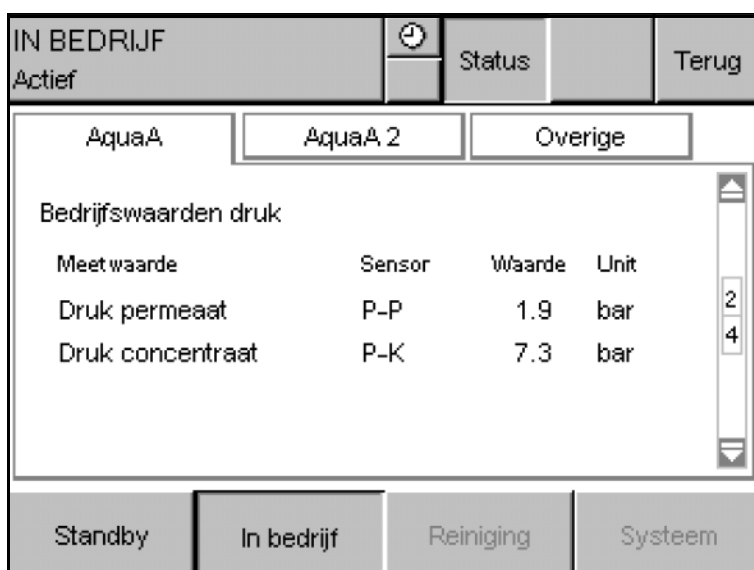 IN BEDRIJF
Actief
Status
Terug
AquaA
AquaA 2
Overige
Bedrijfswaarden druk
Meetwaarde Sensor Waarde Unit
Druk permeaat P-P 1.9 bar
Druk concentraat P-K 7.3 bar
2
4
Standby
In bedrijf
Reiniging
Systeem